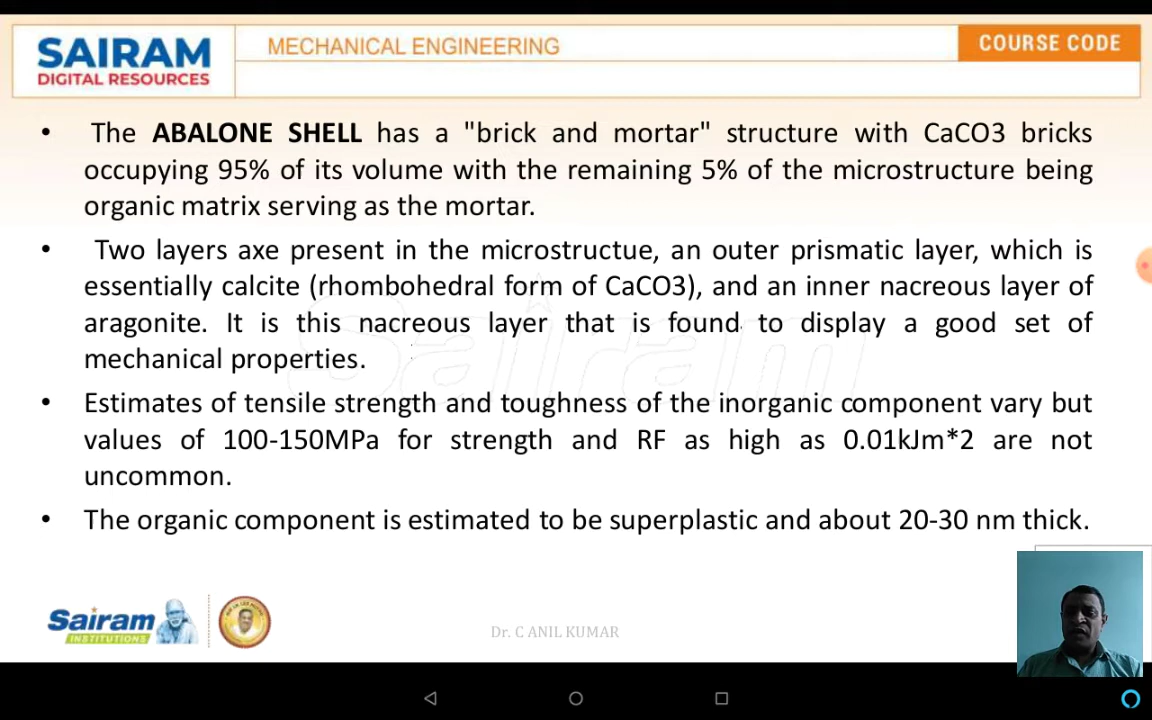 SAIRAM
DIGITAL RESOURCES
MECHANICAL ENGINEERING
COURSE CODE
• The ABALONE SHELL has a "brick and mortar" structure with CaCO3 bricks
occupying 95% of its volume with the remaining 5% of the microstructure being
organic matrix serving as the mortar.
• Two layers axe present in the microstructue, an outer prismatic layer, which is
essentially calcite (rhombohedral form of CaCO3), and an inner nacreous layer of
aragonite. It is this nacreous layer that is found to display a good set of
mechanical properties.
• Estimates of tensile strength and toughness of the inorganic component vary but
values of 100-150MPa for strength and RF as high as 0.01kJm*2 are not
uncommon.
• The organic component is estimated to be superplastic and about 20-30 nm thick.
Sairam
Sairam
INSTITUTIONS
Dr. C ANIL KUMAR